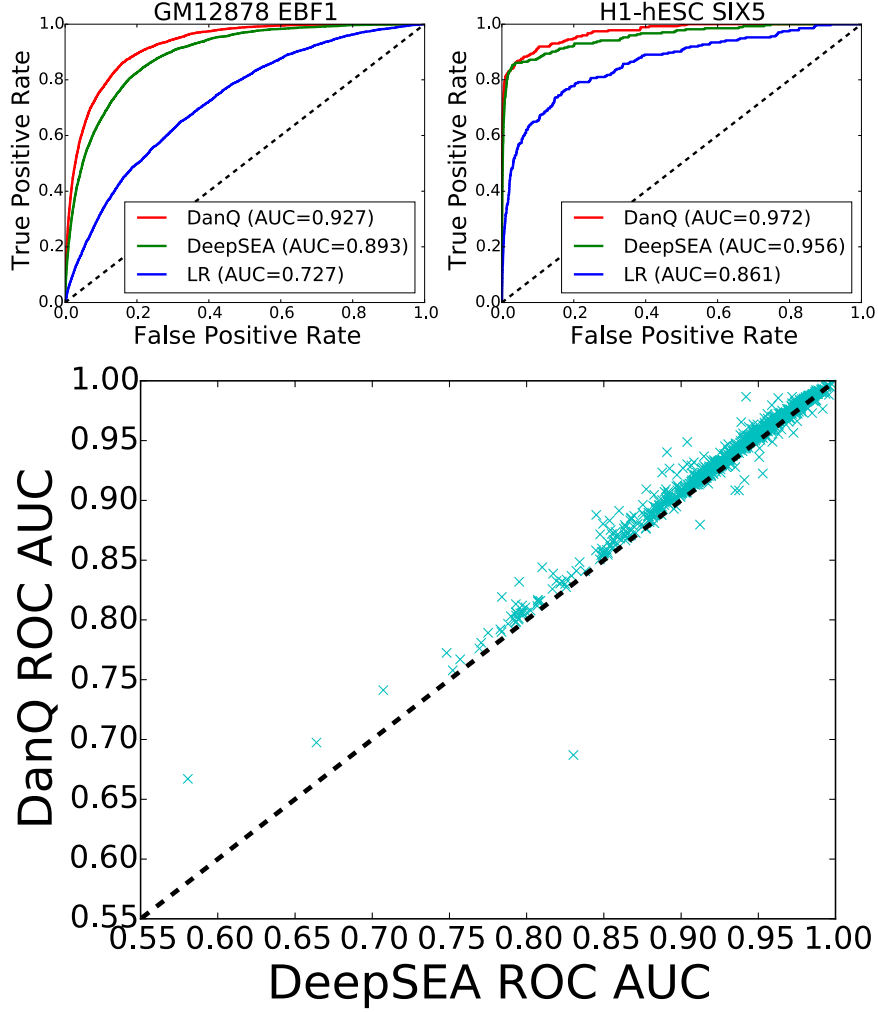 GM12878 EBF1
True Positive Rate
1.0
0.8
0.6
0.4
0.2
0.0
DanQ (AUC=0.927)
DeepSEA (AUC=0.893)
LR (AUC=0.727)
0.0 0.2 0.4 0.6 0.8 1.0
False Positive Rate
H1-hESC SIX5
True Positive Rate
1.0
0.8
0.6
0.4
0.2
0.0
DanQ (AUC=0.972)
DeepSEA (AUC=0.956)
LR (AUC=0.861)
0.0 0.2 0.4 0.6 0.8 1.0
False Positive Rate
DanQ ROC AUC
1.00
0.95
0.90
0.85
0.80
0.75
0.70
0.65
0.60
0.55
0.55 0.60 0.65 0.70 0.75 0.80 0.85 0.90 0.95 1.00
DeepSEA ROC AUC